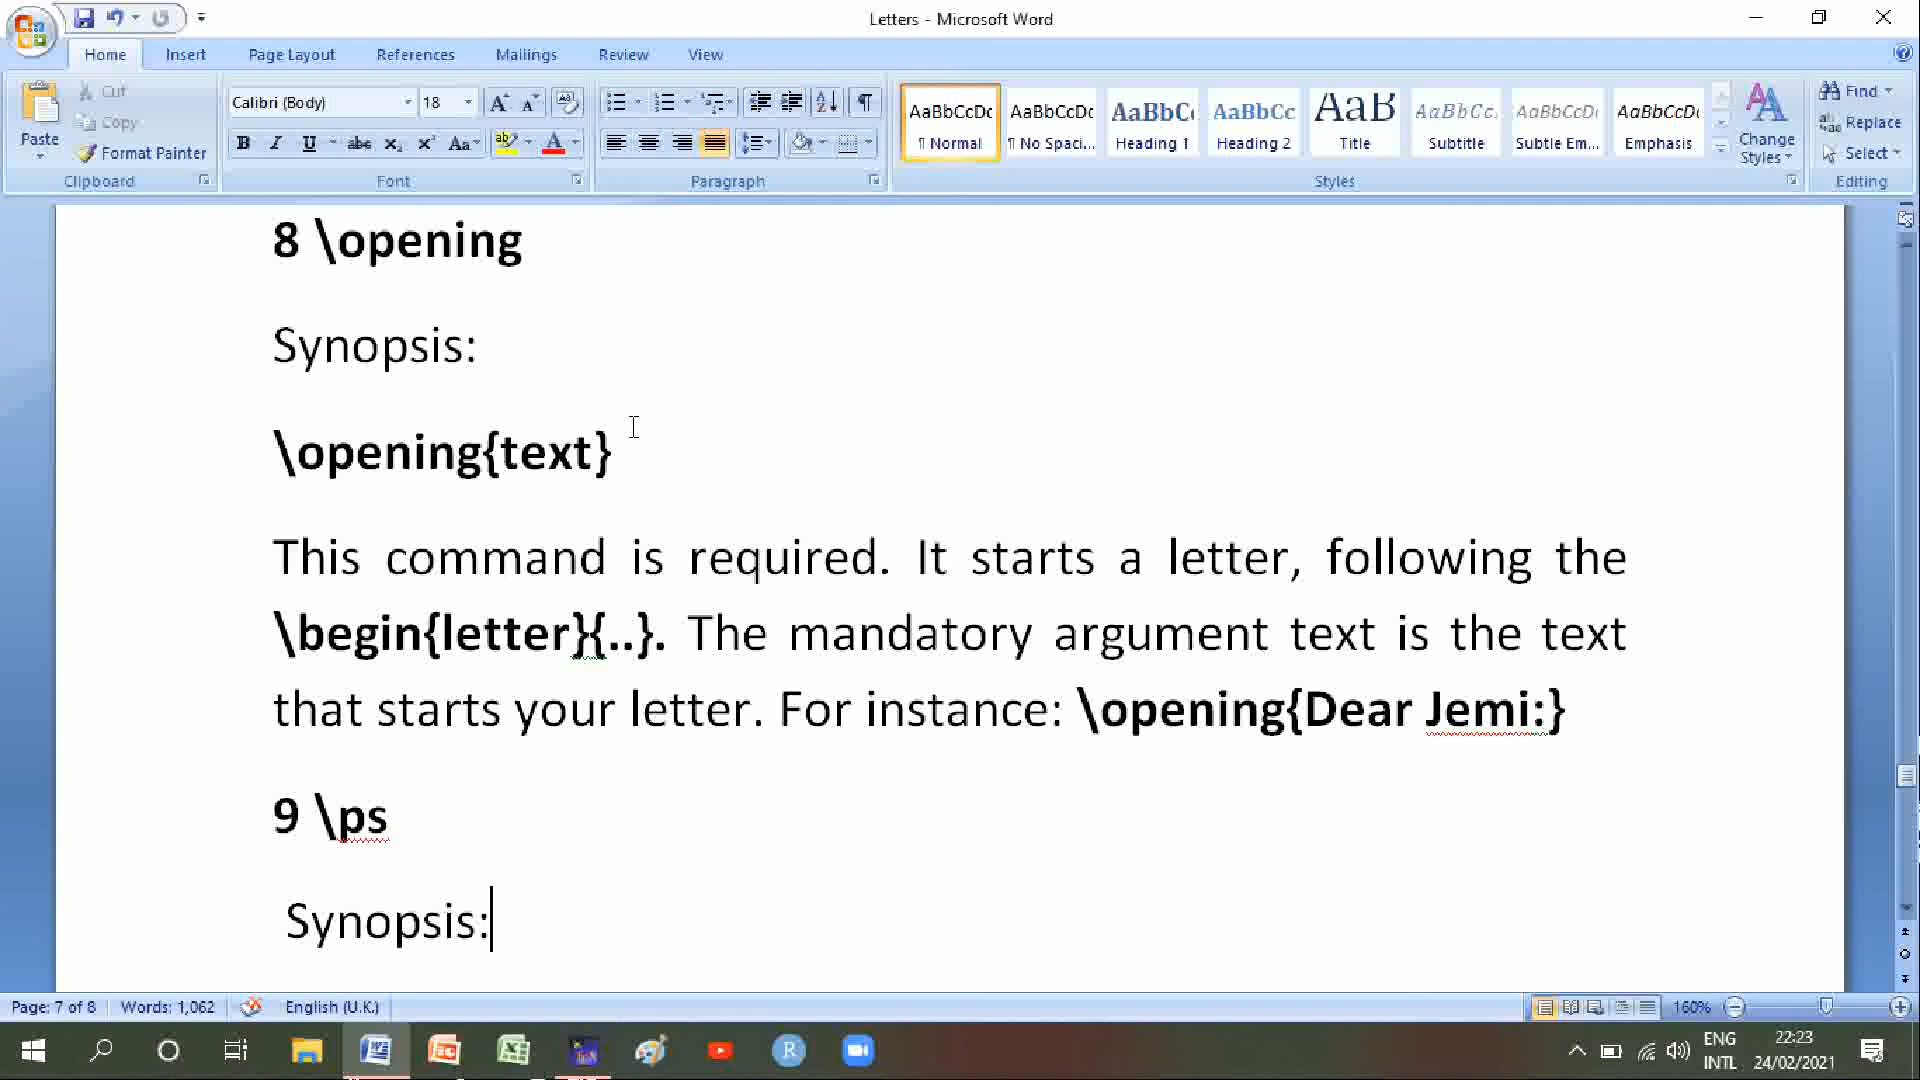 Letters - Microsoft Word
Home Insert Page Layout References Mailings Review View
Paste
Cut
Copy
Format Painter
Clipboard
Calibri (Body) 18
Font
Paragraph
AaBbCcDc AaBbCcDc AaBbC AaBbCc AaB AaBbCc. AaBbCcDi AaBbCcDi
¶ Normal ¶ No Spaci... Heading 1 Heading 2 Title Subtitle Subtle Em... Emphasis
Change Styles
Styles
Find
Replace
Select
Editing
8 \opening
Synopsis:
\opening{text}
This command is required. It starts a letter, following the
\begin{letter}{..}. The mandatory argument text is the text
that starts your letter. For instance: \opening{Dear Jemi:}
9 \ps
Synopsis:
Page: 7 of 8 Words: 1,062 English (U.K.) 160%
ENG 22:23
INTL 24/02/2021